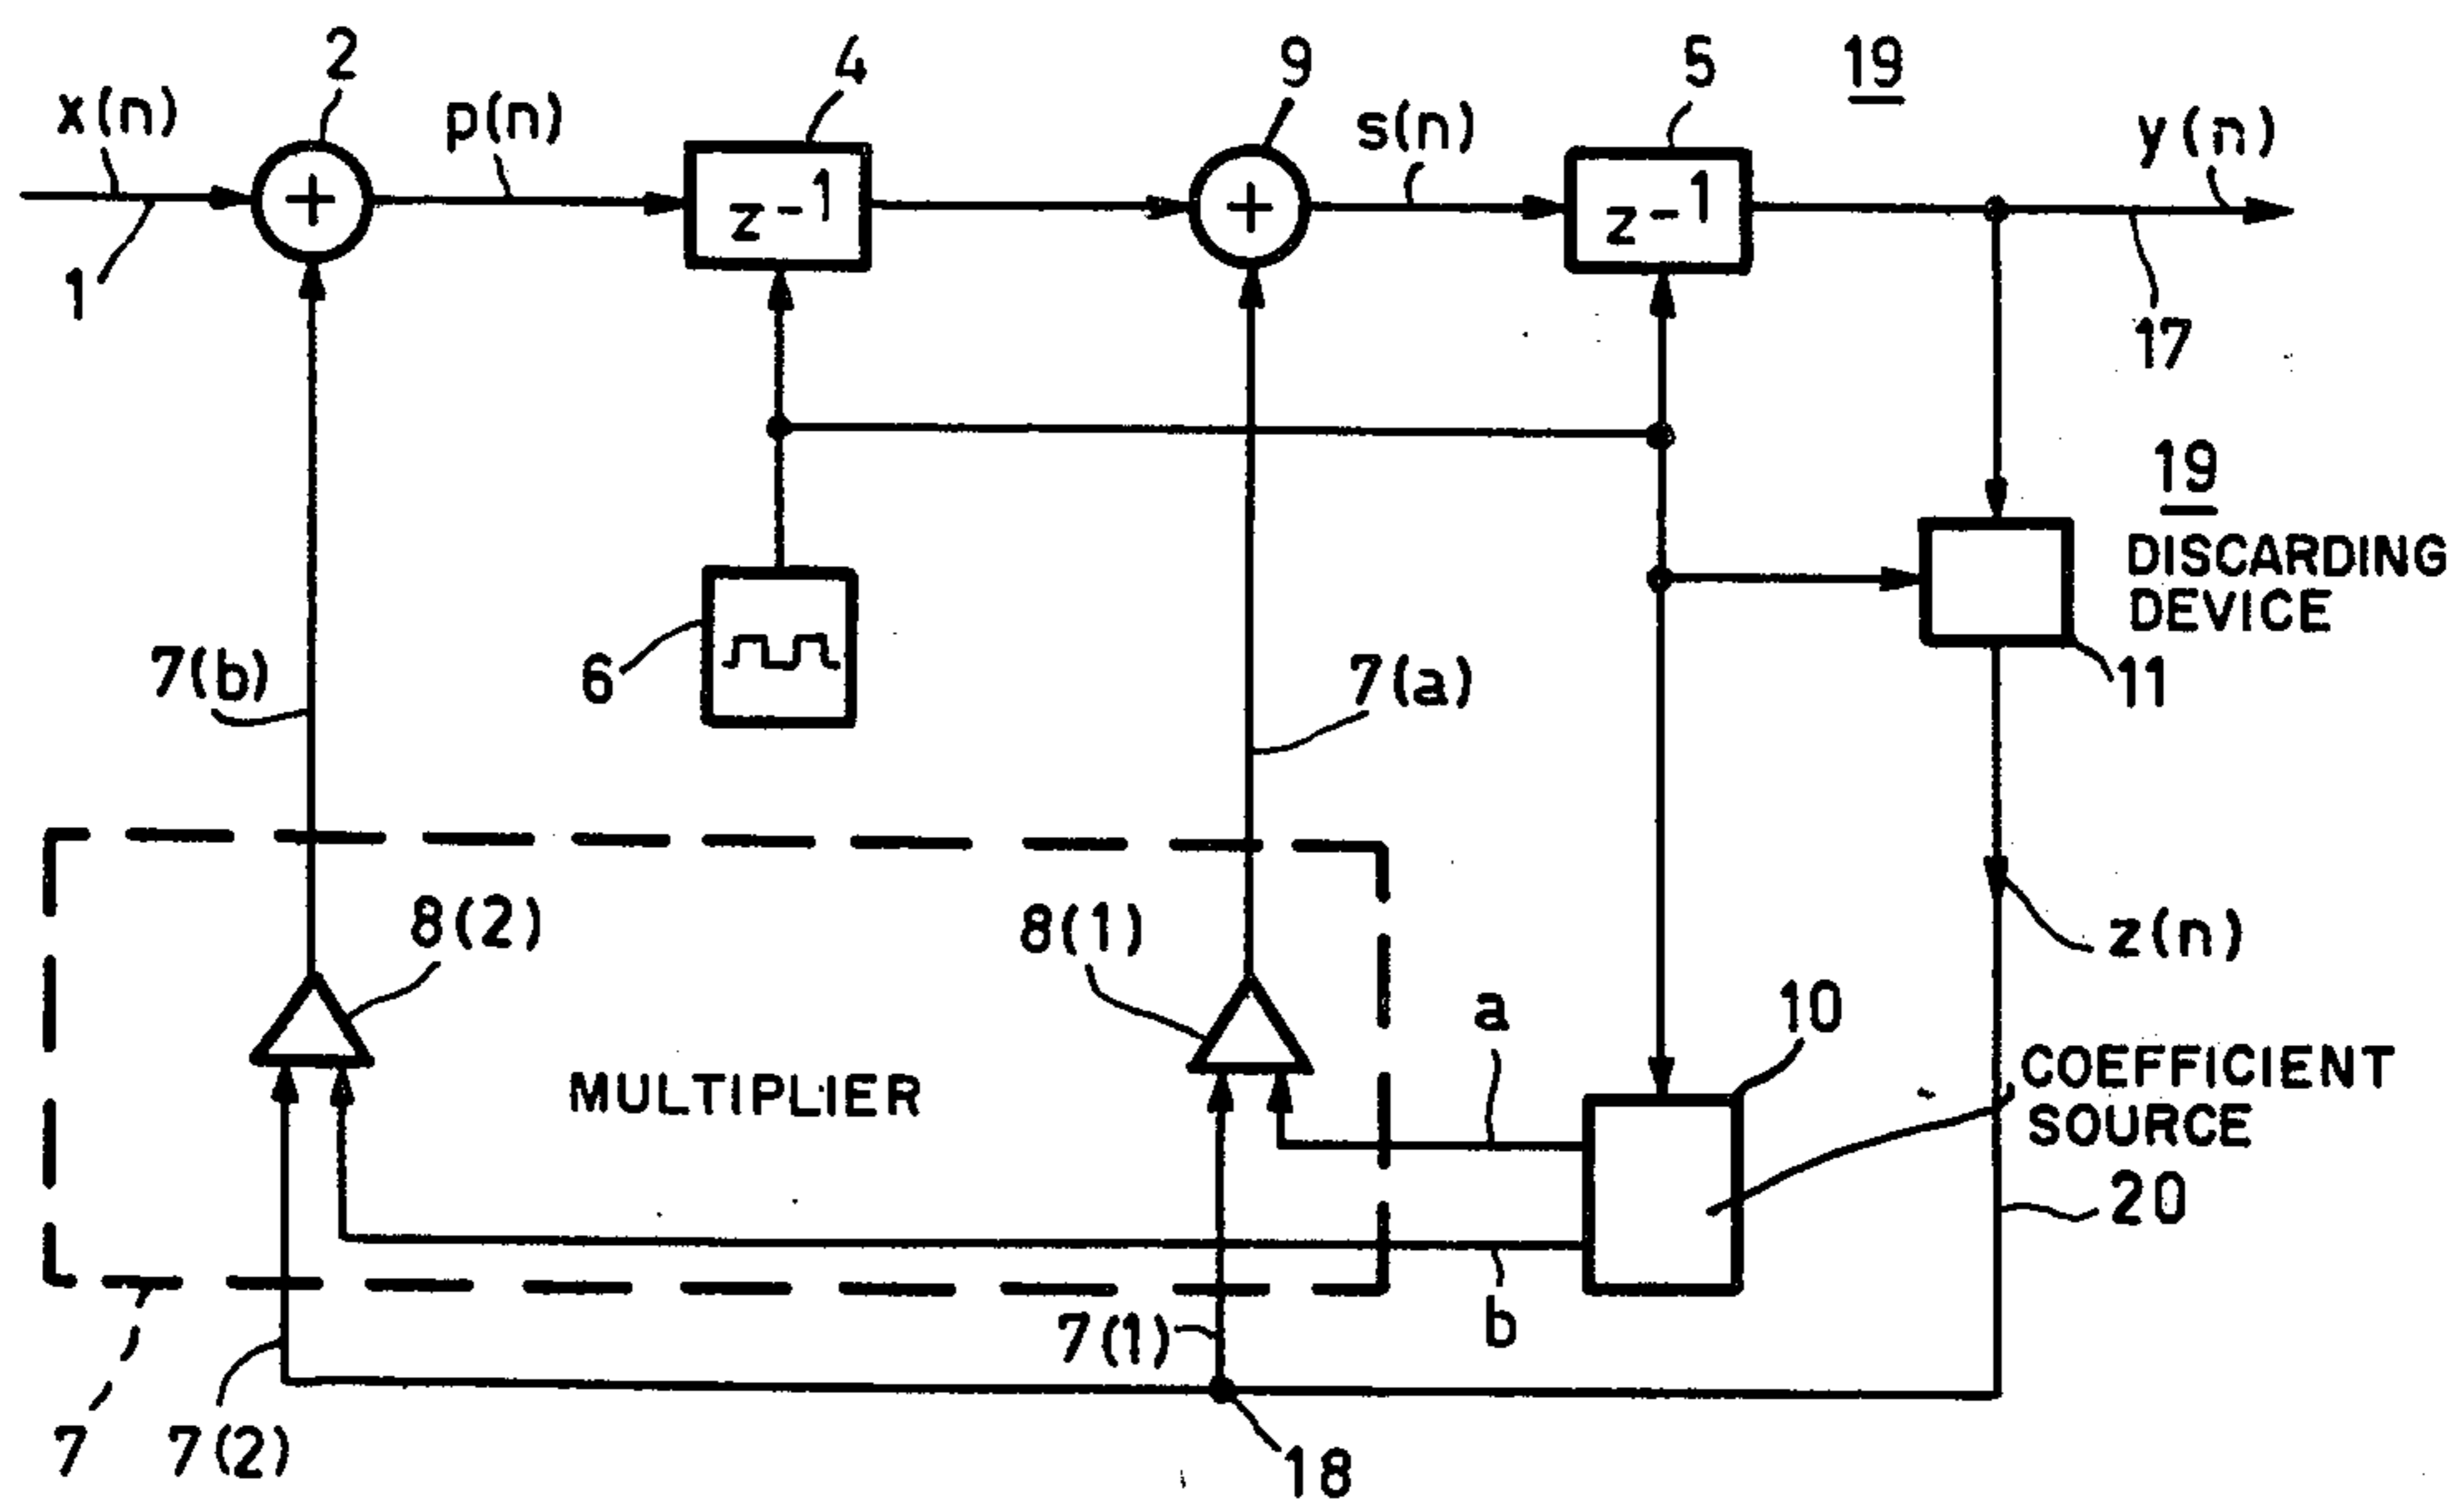 2
4
9
5
19
x(n)
p(n)
s(n)
y(n)
+
z-1
+
z-1
1
17
19
DISCARDING
DEVICE
7(b)
6
7(a)
11
8(2)
8(1)
z(n)
a
10
MULTIPLIER
COEFFICIENT
SOURCE
20
7(1)
b
7
7(2)
18